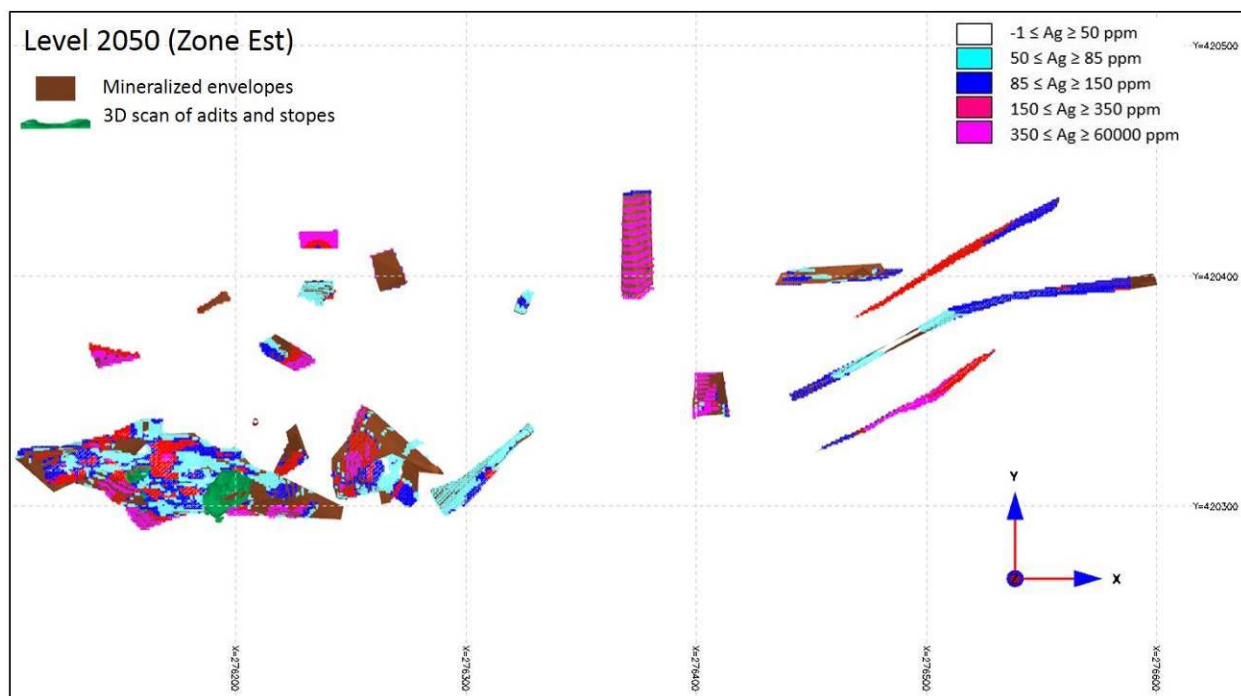 Level 2050 (Zone Est)
Mineralized envelopes
3D scan of adits and stopes
-1 ≤ Ag ≥ 50 ppm
50 ≤ Ag ≥ 85 ppm
85 ≤ Ag ≥ 150 ppm
150 ≤ Ag ≥ 350 ppm
350 ≤ Ag ≥ 60000 ppm
Y=420500
Y=420400
Y=420300
Y
X
Z
X=276200
X=276300
X=276400
X=276500
X=276600